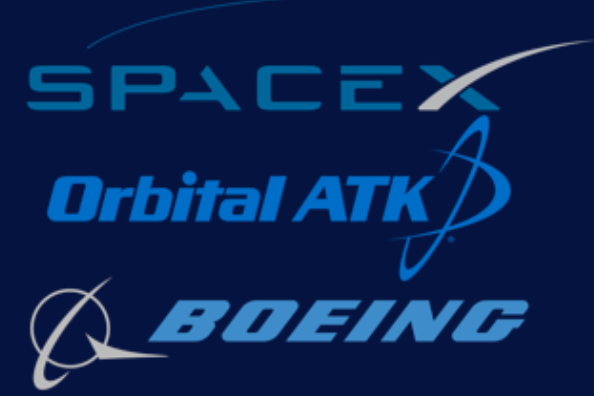 SPACEX
Orbital ATK
BOEING